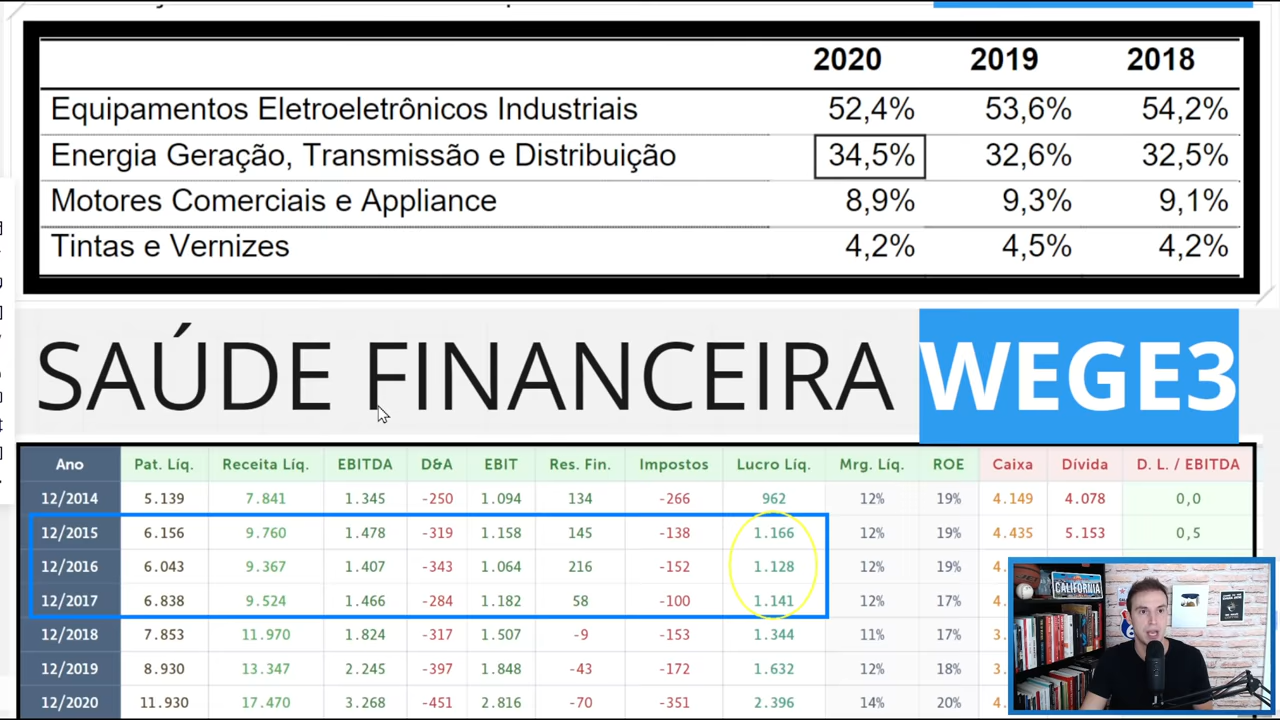 2020 2019 2018
Equipamentos Eletroeletrônicos Industriais 52,4% 53,6% 54,2%
Energia Geração, Transmissão e Distribuição 34,5% 32,6% 32,5%
Motores Comerciais e Appliance 8,9% 9,3% 9,1%
Tintas e Vernizes 4,2% 4,5% 4,2%
SAÚDE FINANCEIRA WEGE3
Ano Pat. Líq. Receita Líq. EBITDA D&A EBIT Res. Fin. Impostos Lucro Líq. Mrg. Líq. ROE Caixa Dívida D. L. / EBITDA
12/2014 5.139 7.841 1.345 -250 1.094 134 -266 962 12% 19% 4.149 4.078 0,0
12/2015 6.156 9.760 1.478 -319 1.158 145 -138 1.166 12% 19% 4.435 5.153 0,5
12/2016 6.043 9.367 1.407 -343 1.064 216 -152 1.128 12% 19% 4.
12/2017 6.838 9.524 1.466 -284 1.182 58 -100 1.141 12% 17% 4.
12/2018 7.853 11.970 1.824 -317 1.507 -9 -153 1.344 11% 17% 3.
12/2019 8.930 13.347 2.245 -397 1.848 -43 -172 1.632 12% 18% 3.
12/2020 11.930 17.470 3.268 -451 2.816 -70 -351 2.396 14% 20% 4.
CALIFORNIA